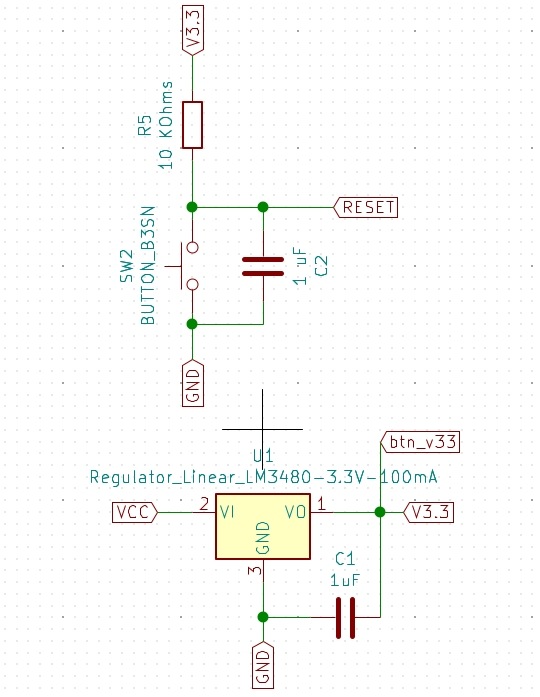 V3.3
R5
10 KOhms
RESET
SW2
BUTTON_B3SN
1 uF
C2
GND
btn_v33
U1
Regulator_Linear_LM3480-3.3V-100mA
VCC
2
VI
VO
1
V3.3
GND
3
C1
1uF
GND